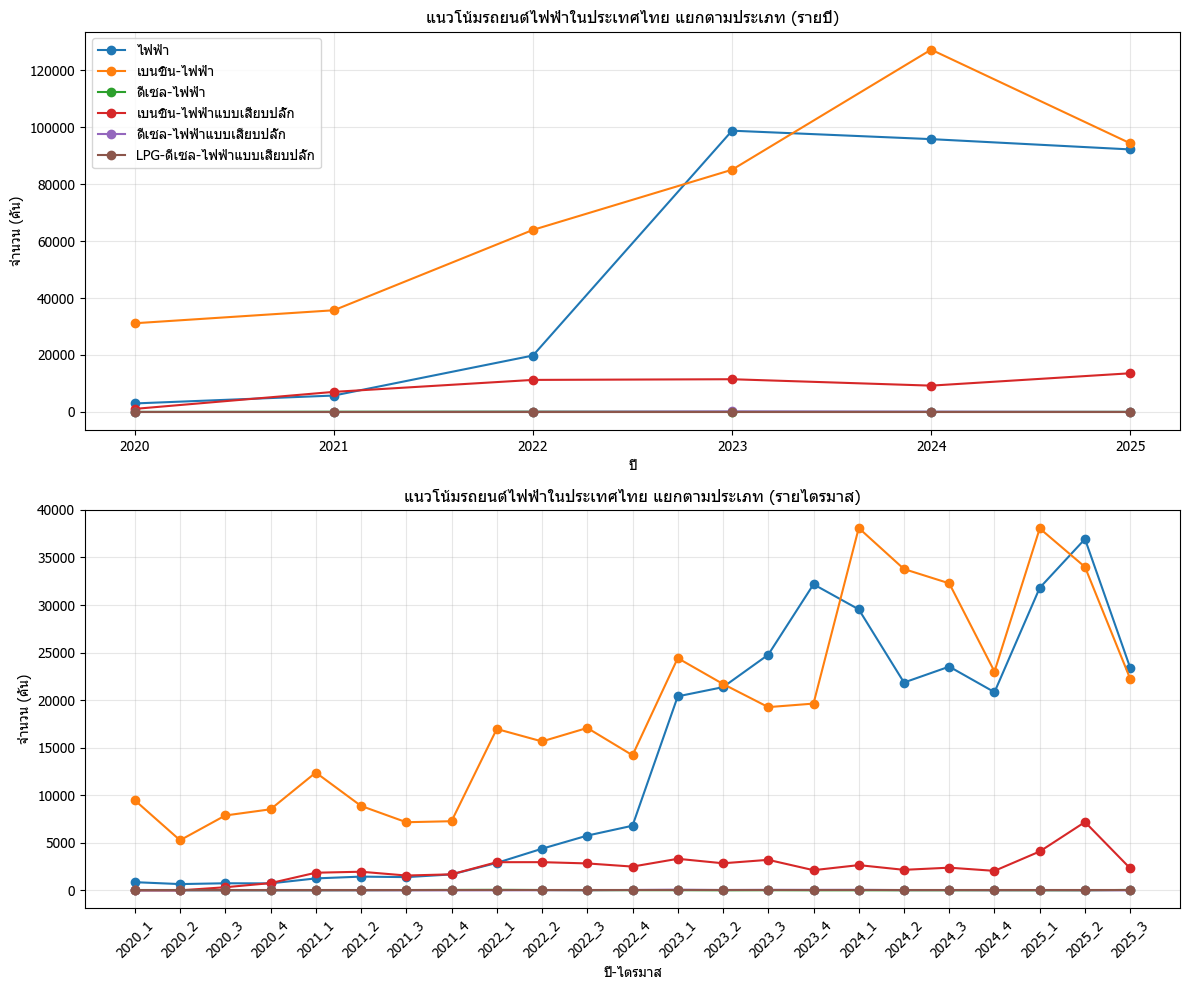 แนวโน้มรถยนต์ไฟฟ้าในประเทศไทย แยกตามประเภท (รายปี)
ไฟฟ้า
เบนซิน-ไฟฟ้า
ดีเซล-ไฟฟ้า
เบนซิน-ไฟฟ้าแบบเสียบปลั๊ก
ดีเซล-ไฟฟ้าแบบเสียบปลั๊ก
LPG-ดีเซล-ไฟฟ้าแบบเสียบปลั๊ก
จำนวน (คัน)
120000
100000
80000
60000
40000
20000
0
2020 2021 2022 2023 2024 2025
ปี
แนวโน้มรถยนต์ไฟฟ้าในประเทศไทย แยกตามประเภท (รายไตรมาส)
จำนวน (คัน)
40000
35000
30000
25000
20000
15000
10000
5000
0
2020_1 2020_2 2020_3 2020_4 2021_1 2021_2 2021_3 2021_4 2022_1 2022_2 2022_3 2022_4 2023_1 2023_2 2023_3 2023_4 2024_1 2024_2 2024_3 2024_4 2025_1 2025_2 2025_3
ปี-ไตรมาส